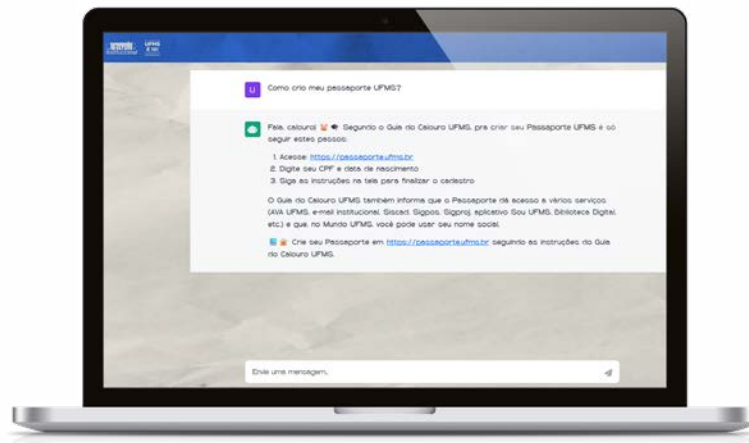 UFMS
É 10!
U
Como crio meu passaporte UFMS?
Fala, calouro! Segundo o Guia do Calouro UFMS, pra criar seu Passaporte UFMS é só
seguir estes passos:
1. Acesse: https://passaporte.ufms.br
2. Digite seu CPF e data de nascimento
3. Siga as instruções na tela para finalizar o cadastro
O Guia do Calouro UFMS também informa que o Passaporte dá acesso a vários serviços
(AVA UFMS, e-mail institucional, Siscad, Sigpos, Sigproj, aplicativo Sou UFMS, Biblioteca Digital,
etc.) e que, no Mundo UFMS, você pode usar seu nome social.
Crie seu Passaporte em https://passaporte.ufms.br seguindo as instruções do Guia
do Calouro UFMS.
Envie uma mensagem...